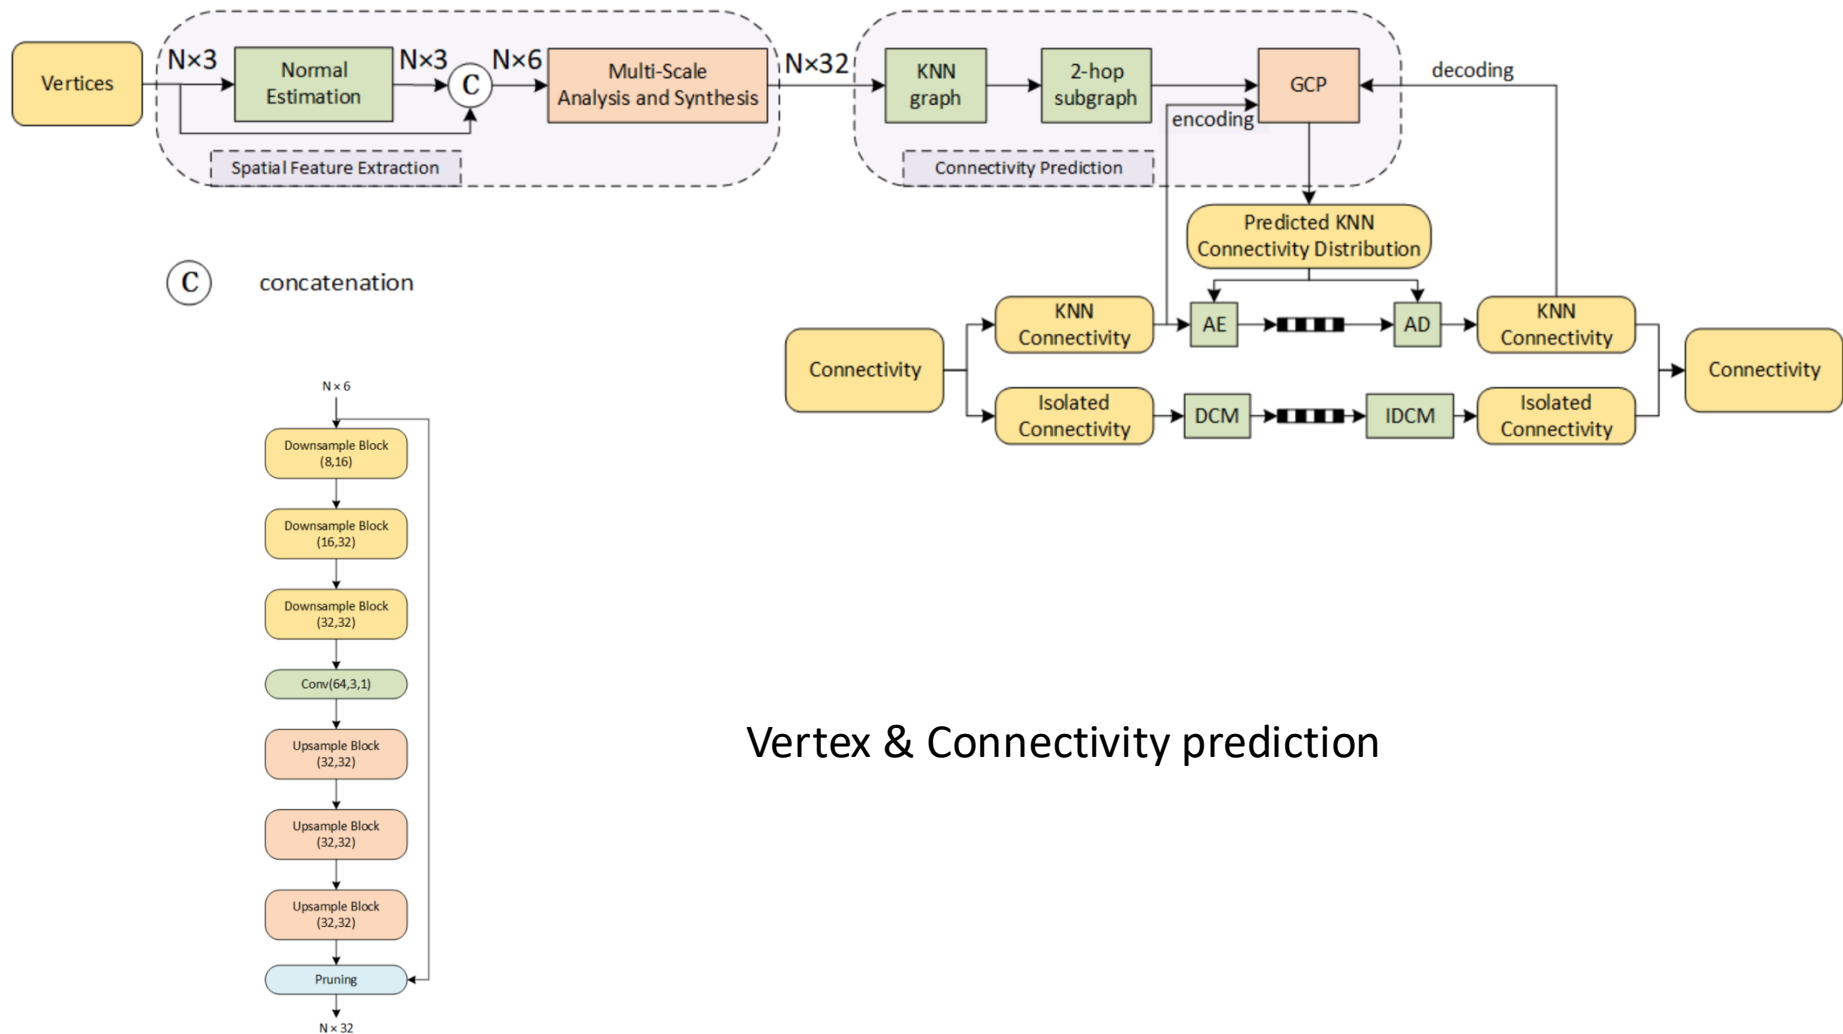 Vertices
N×3
Normal
Estimation
N×3
C
N×6
Multi-Scale
Analysis and Synthesis
Spatial Feature Extraction
N×32
KNN
graph
2-hop
subgraph
GCP
encoding
decoding
Connectivity Prediction
Predicted KNN
Connectivity Distribution
C
concatenation
Connectivity
KNN
Connectivity
AE
AD
KNN
Connectivity
Isolated
Connectivity
DCM
IDCM
Isolated
Connectivity
Connectivity
N × 6
Downsample Block
(8,16)
Downsample Block
(16,32)
Downsample Block
(32,32)
Conv(64,3,1)
Upsample Block
(32,32)
Upsample Block
(32,32)
Upsample Block
(32,32)
Pruning
N × 32
Vertex & Connectivity prediction